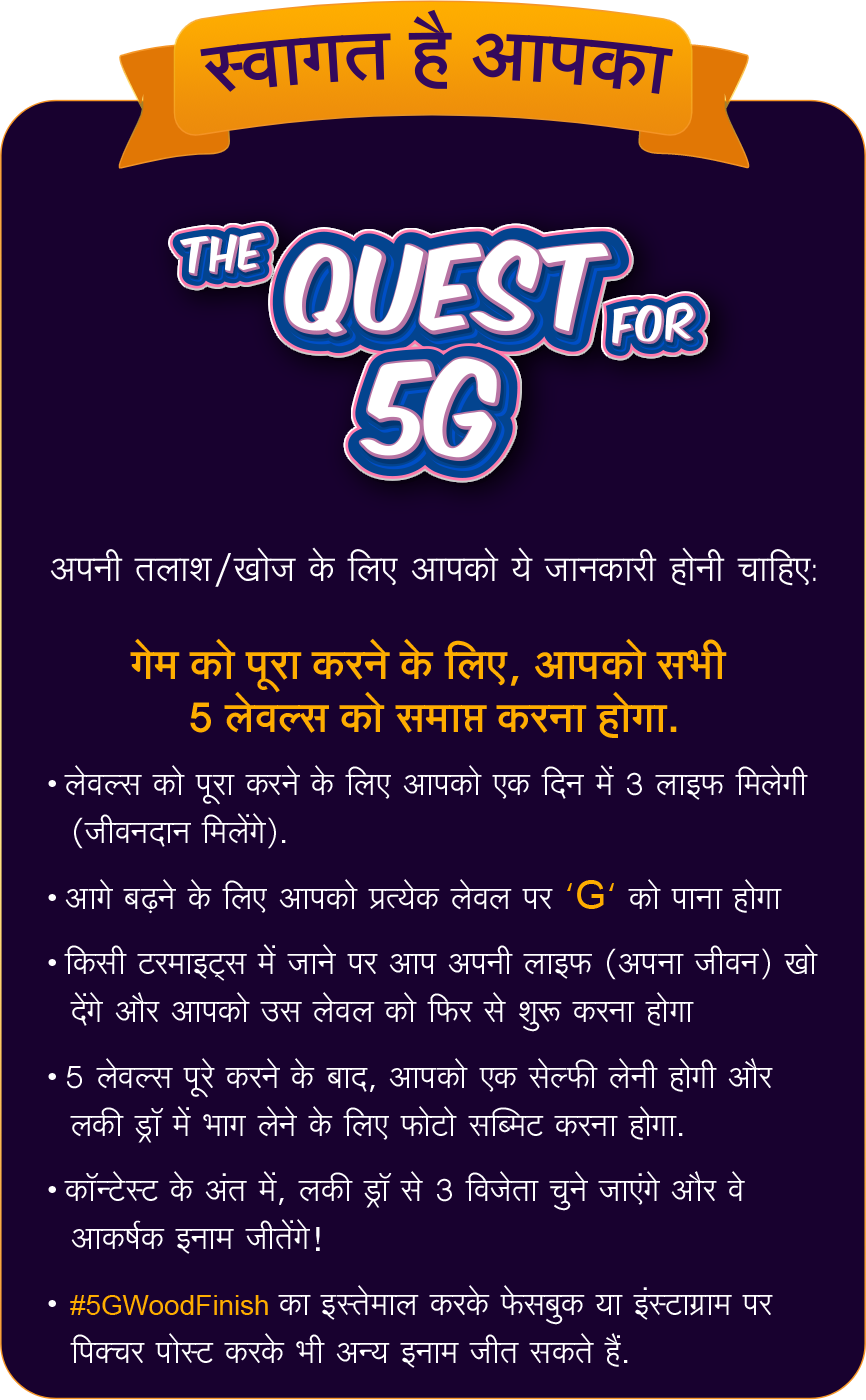 स्वागत है आपका
THE QUEST FOR
5G
अपनी तलाश/खोज के लिए आपको ये जानकारी होनी चाहिए:
गेम को पूरा करने के लिए, आपको सभी
5 लेवल्स को समाप्त करना होगा.
• लेवल्स को पूरा करने के लिए आपको एक दिन में 3 लाइफ मिलेगी
(जीवनदान मिलेंगे).
• आगे बढ़ने के लिए आपको प्रत्येक लेवल पर ‘G‘ को पाना होगा
• किसी टरमाइट्स में जाने पर आप अपनी लाइफ (अपना जीवन) खो
देंगे और आपको उस लेवल को फिर से शुरू करना होगा
• 5 लेवल्स पूरे करने के बाद, आपको एक सेल्फी लेनी होगी और
लकी ड्रॉ में भाग लेने के लिए फोटो सब्मिट करना होगा.
• कॉन्टेस्ट के अंत में, लकी ड्रॉ से 3 विजेता चुने जाएंगे और वे
आकर्षक इनाम जीतेंगे!
• #5GWoodFinish का इस्तेमाल करके फेसबुक या इंस्टाग्राम पर
पिक्चर पोस्ट करके भी अन्य इनाम जीत सकते हैं.